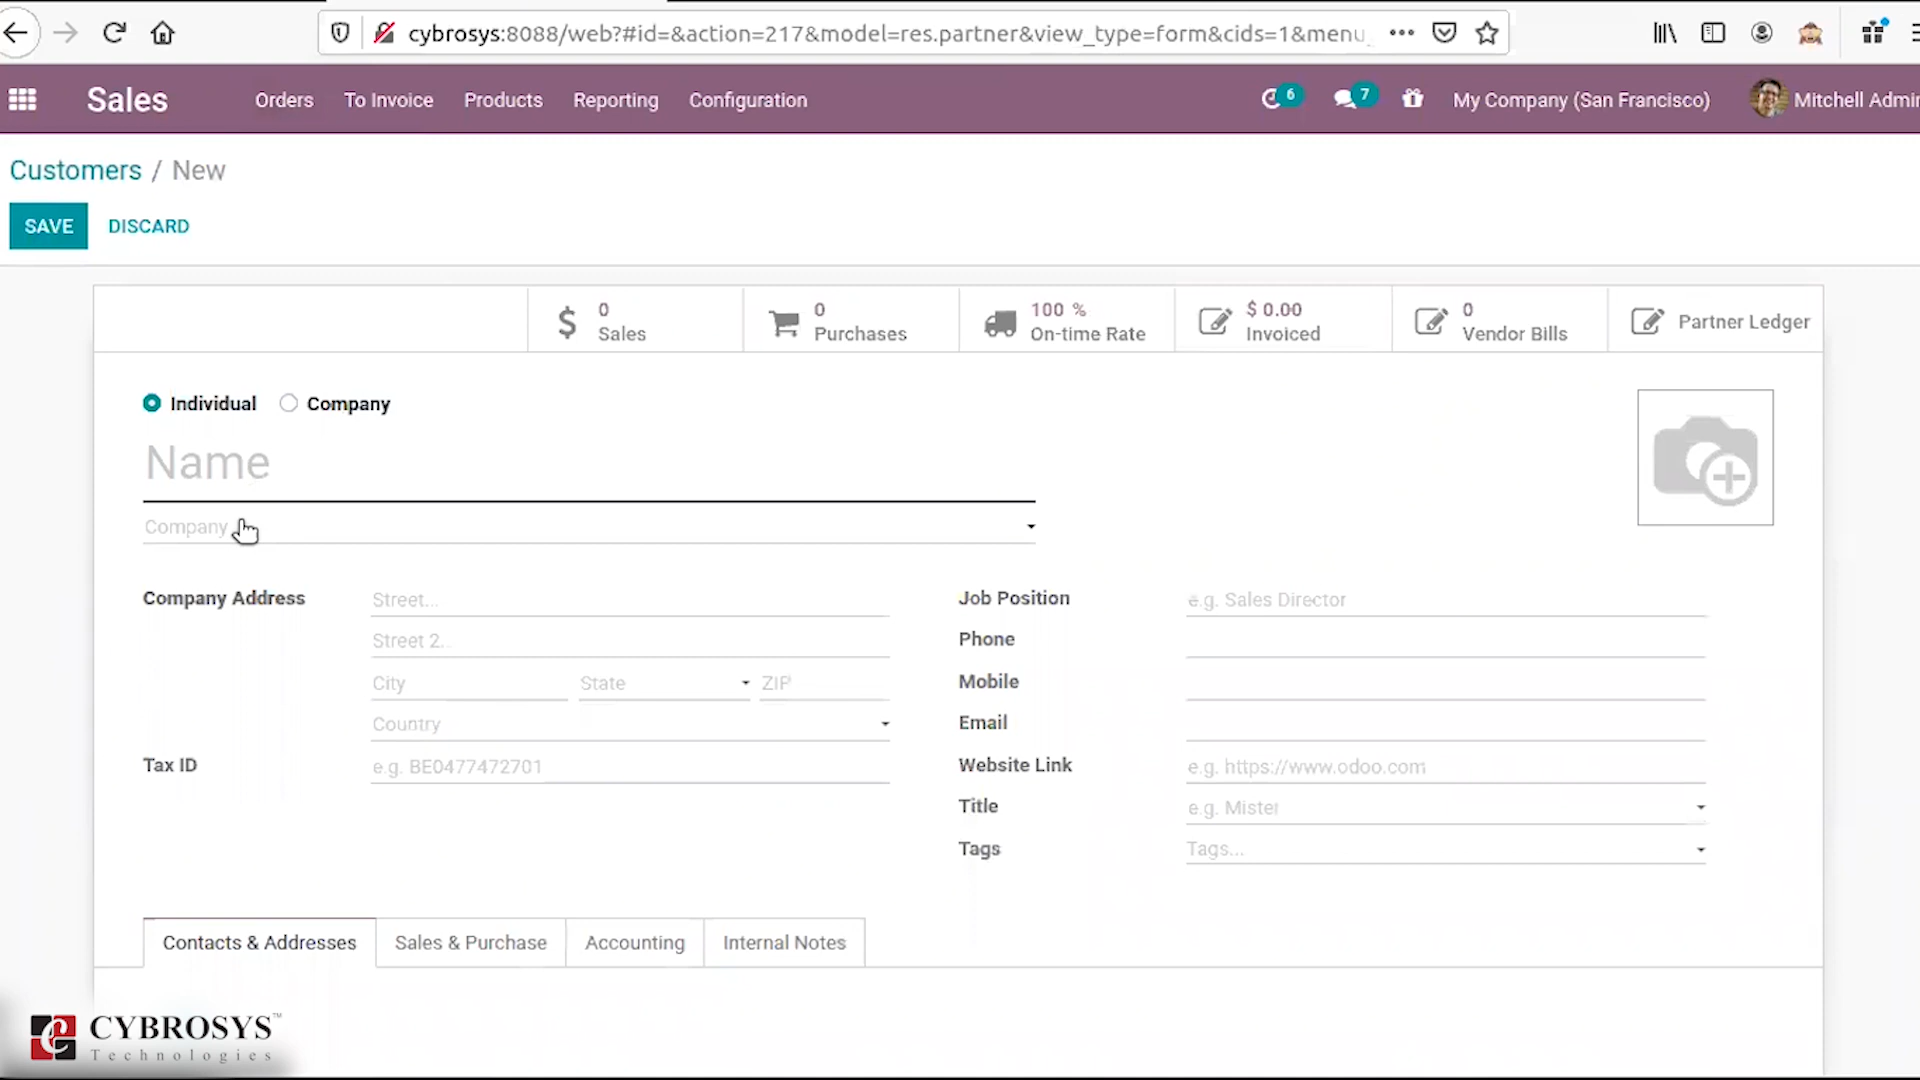 cybrosys:8088/web?#id=&action=217&model=res.partner&view_type=form&cids=1&menu_
Sales Orders To Invoice Products Reporting Configuration 6 7 My Company (San Francisco) Mitchell Admin
Customers / New
SAVE DISCARD
0 Sales
0 Purchases
100 % On-time Rate
$ 0.00 Invoiced
0 Vendor Bills
Partner Ledger
Individual Company
Name
Company
Company Address Street...
Street 2...
City State ZIP
Country
Tax ID e.g. BE0477472701
Job Position e.g. Sales Director
Phone
Mobile
Email
Website Link e.g. https://www.odoo.com
Title e.g. Mister
Tags Tags...
Contacts & Addresses Sales & Purchase Accounting Internal Notes
CYBROSYS™
Technologies